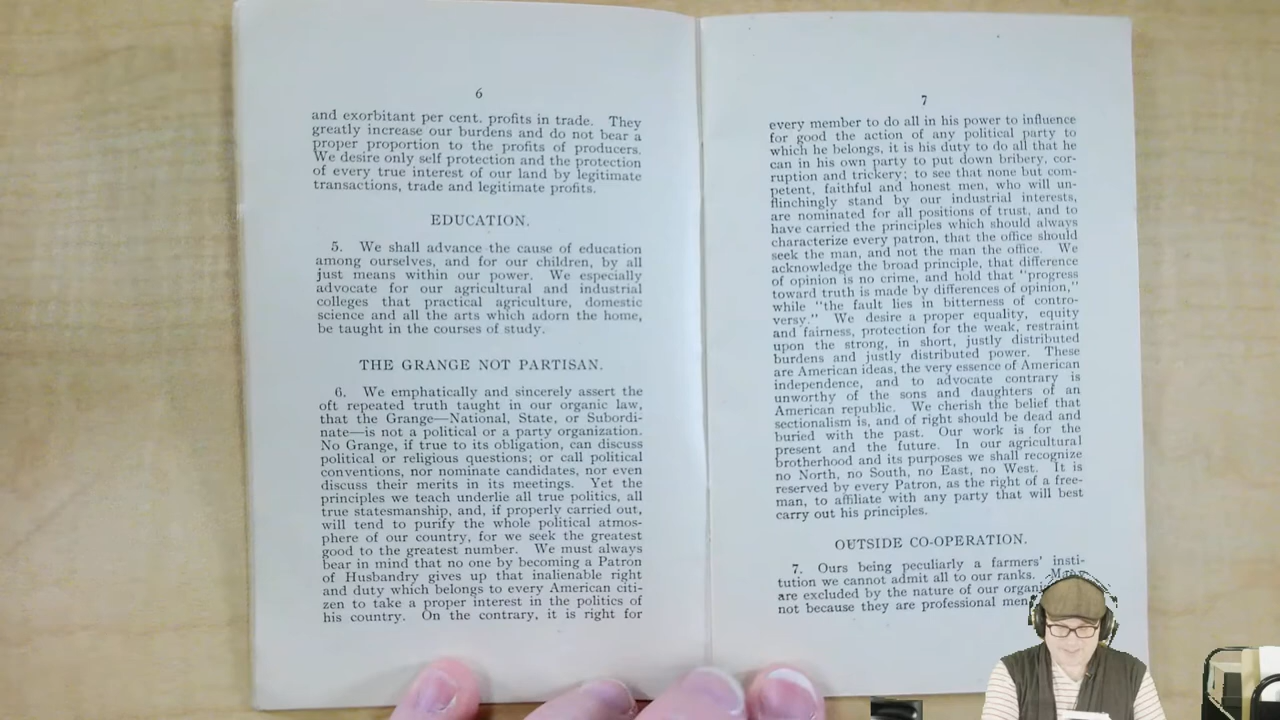 6
and exorbitant per cent. profits in trade. They
greatly increase our burdens and do not bear a
proper proportion to the profits of producers.
We desire only self protection and the protection
of every true interest of our land by legitimate
transactions, trade and legitimate profits.
EDUCATION.
5. We shall advance the cause of education
among ourselves, and for our children, by all
just means within our power. We especially
advocate for our agricultural and industrial
colleges that practical agriculture, domestic
science and all the arts which adorn the home,
be taught in the courses of study.
THE GRANGE NOT PARTISAN.
6. We emphatically and sincerely assert the
oft repeated truth taught in our organic law,
that the Grange—National, State, or Subordi-
nate—is not a political or a party organization.
No Grange, if true to its obligation, can discuss
political or religious questions; or call political
conventions, nor nominate candidates, nor even
discuss their merits in its meetings. Yet the
principles we teach underlie all true politics, all
true statesmanship, and, if properly carried out,
will tend to purify the whole political atmos-
phere of our country, for we seek the greatest
good to the greatest number. We must always
bear in mind that no one by becoming a Patron
of Husbandry gives up that inalienable right
and duty which belongs to every American citi-
zen to take a proper interest in the politics of
his country. On the contrary, it is right for
7
every member to do all in his power to influence
for good the action of any political party to
which he belongs, it is his duty to do all that he
can in his own party to put down bribery, cor-
ruption and trickery; to see that none but com-
petent, faithful and honest men, who will un-
flinchingly stand by our industrial interests,
are nominated for all positions of trust, and to
have carried the principles which should always
characterize every patron, that the office should
seek the man, and not the man the office. We
acknowledge the broad principle, that difference
of opinion is no crime, and hold that "progress
toward truth is made by differences of opinion,"
while "the fault lies in bitterness of contro-
versy." We desire a proper equality, equity
and fairness, protection for the weak, restraint
upon the strong, in short, justly distributed
burdens and justly distributed power. These
are American ideas, the very essence of American
independence, and to advocate contrary is
unworthy of the sons and daughters of an
American republic. We cherish the belief that
sectionalism is, and of right should be dead and
buried with the past. Our work is for the
present and the future. In our agricultural
brotherhood and its purposes we shall recognize
no North, no South, no East, no West. It is
reserved by every Patron, as the right of a free-
man, to affiliate with any party that will best
carry out his principles.
OUTSIDE CO-OPERATION.
7. Ours being peculiarly a farmers' insti-
tution we cannot admit all to our ranks.
are excluded by the nature of our
not because they are professional men